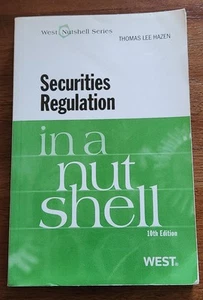 West Nutshell Series
THOMAS LEE HAZEN
Securities
Regulation
in a
nut
shell
10th Edition
WEST®